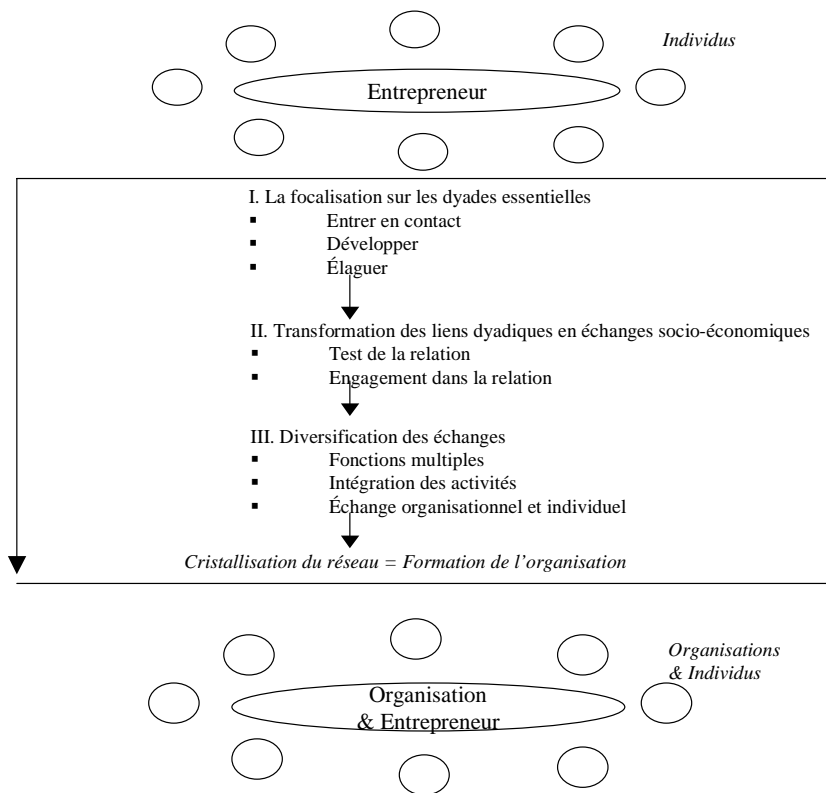 Individus
Entrepreneur
I. La focalisation sur les dyades essentielles
▪ Entrer en contact
▪ Développer
▪ Élaguer
II. Transformation des liens dyadiques en échanges socio-économiques
▪ Test de la relation
▪ Engagement dans la relation
III. Diversification des échanges
▪ Fonctions multiples
▪ Intégration des activités
▪ Échange organisationnel et individuel
Cristallisation du réseau = Formation de l’organisation
Organisations
& Individus
Organisation
& Entrepreneur